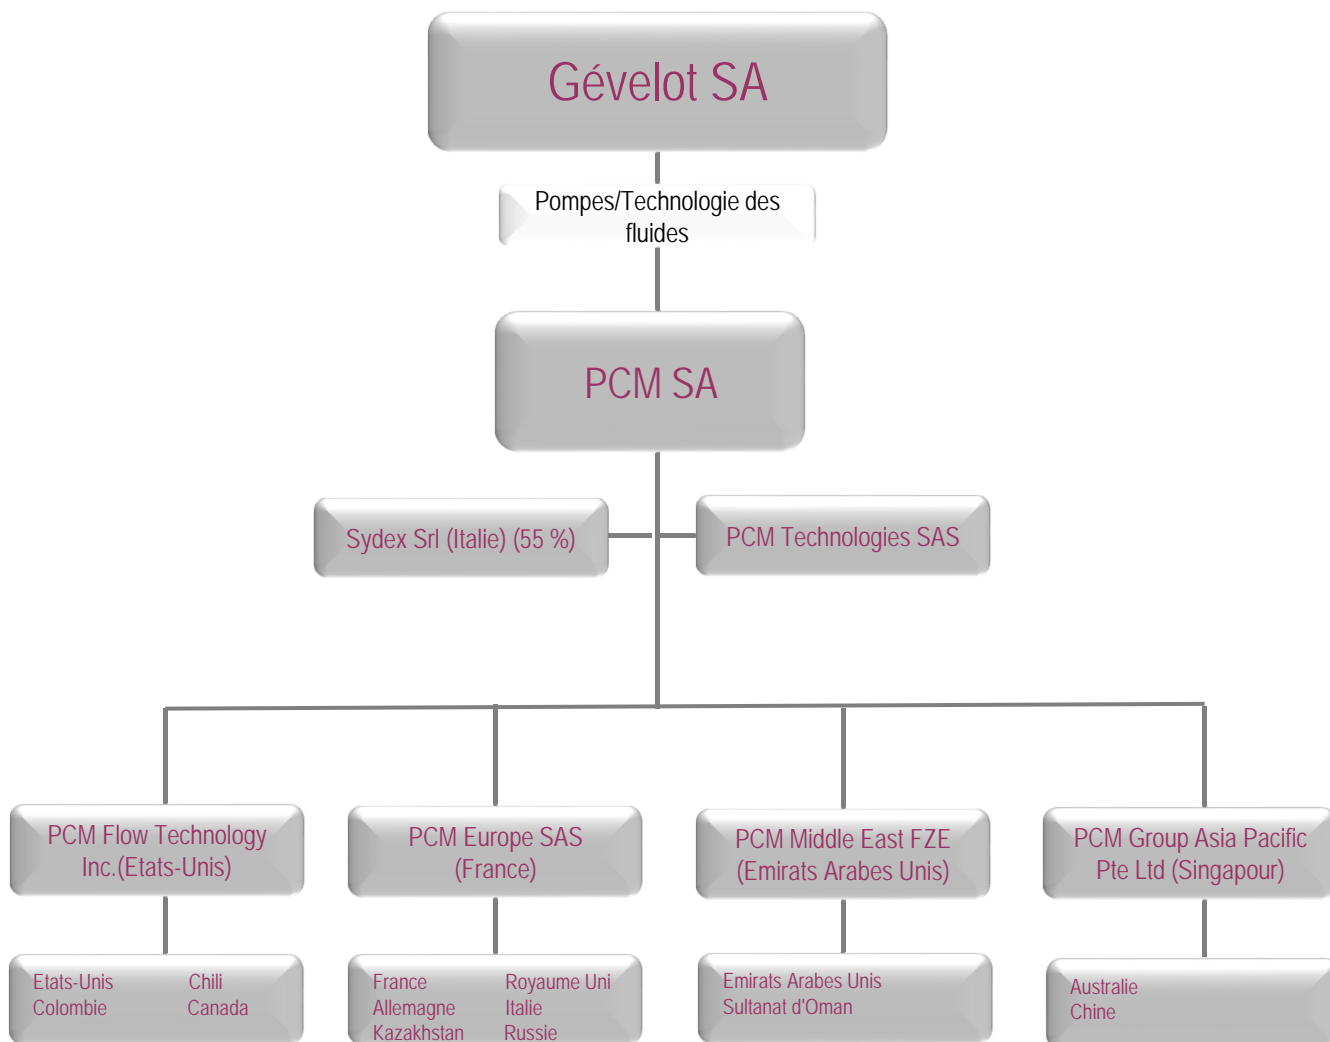 Gévelot SA
Pompes/Technologie des
fluides
PCM SA
Sydex Srl (Italie) (55 %)
PCM Technologies SAS
PCM Flow Technology
Inc.(Etats-Unis)
PCM Europe SAS
(France)
PCM Middle East FZE
(Emirats Arabes Unis)
PCM Group Asia Pacific
Pte Ltd (Singapour)
Etats-Unis Chili
Colombie Canada
France Royaume Uni
Allemagne Italie
Kazakhstan Russie
Emirats Arabes Unis
Sultanat d'Oman
Australie
Chine